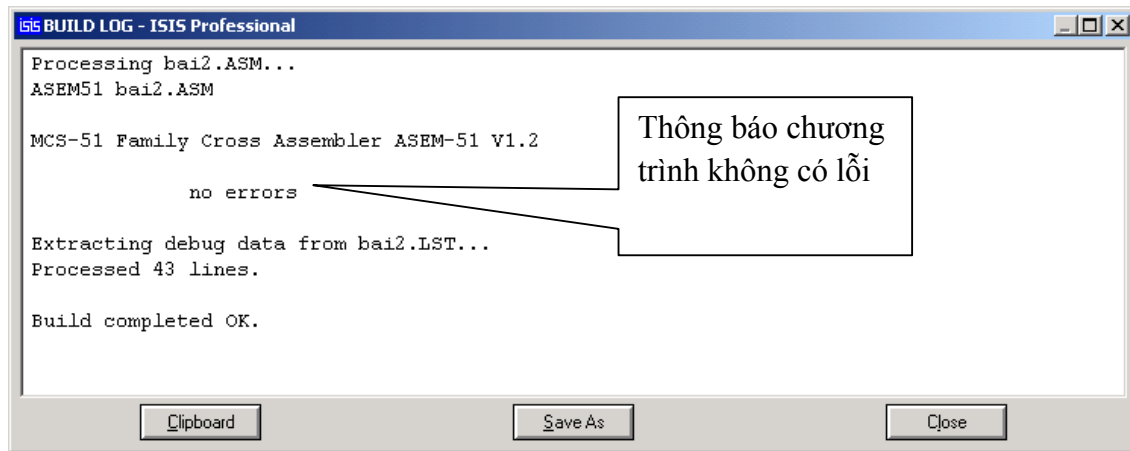 isis BUILD LOG - ISIS Professional
Processing bai2.ASM...
ASEM51 bai2.ASM
MCS-51 Family Cross Assembler ASEM-51 V1.2
no errors
Thông báo chương
trình không có lỗi
Extracting debug data from bai2.LST...
Processed 43 lines.
Build completed OK.
Clipboard
Save As
Close